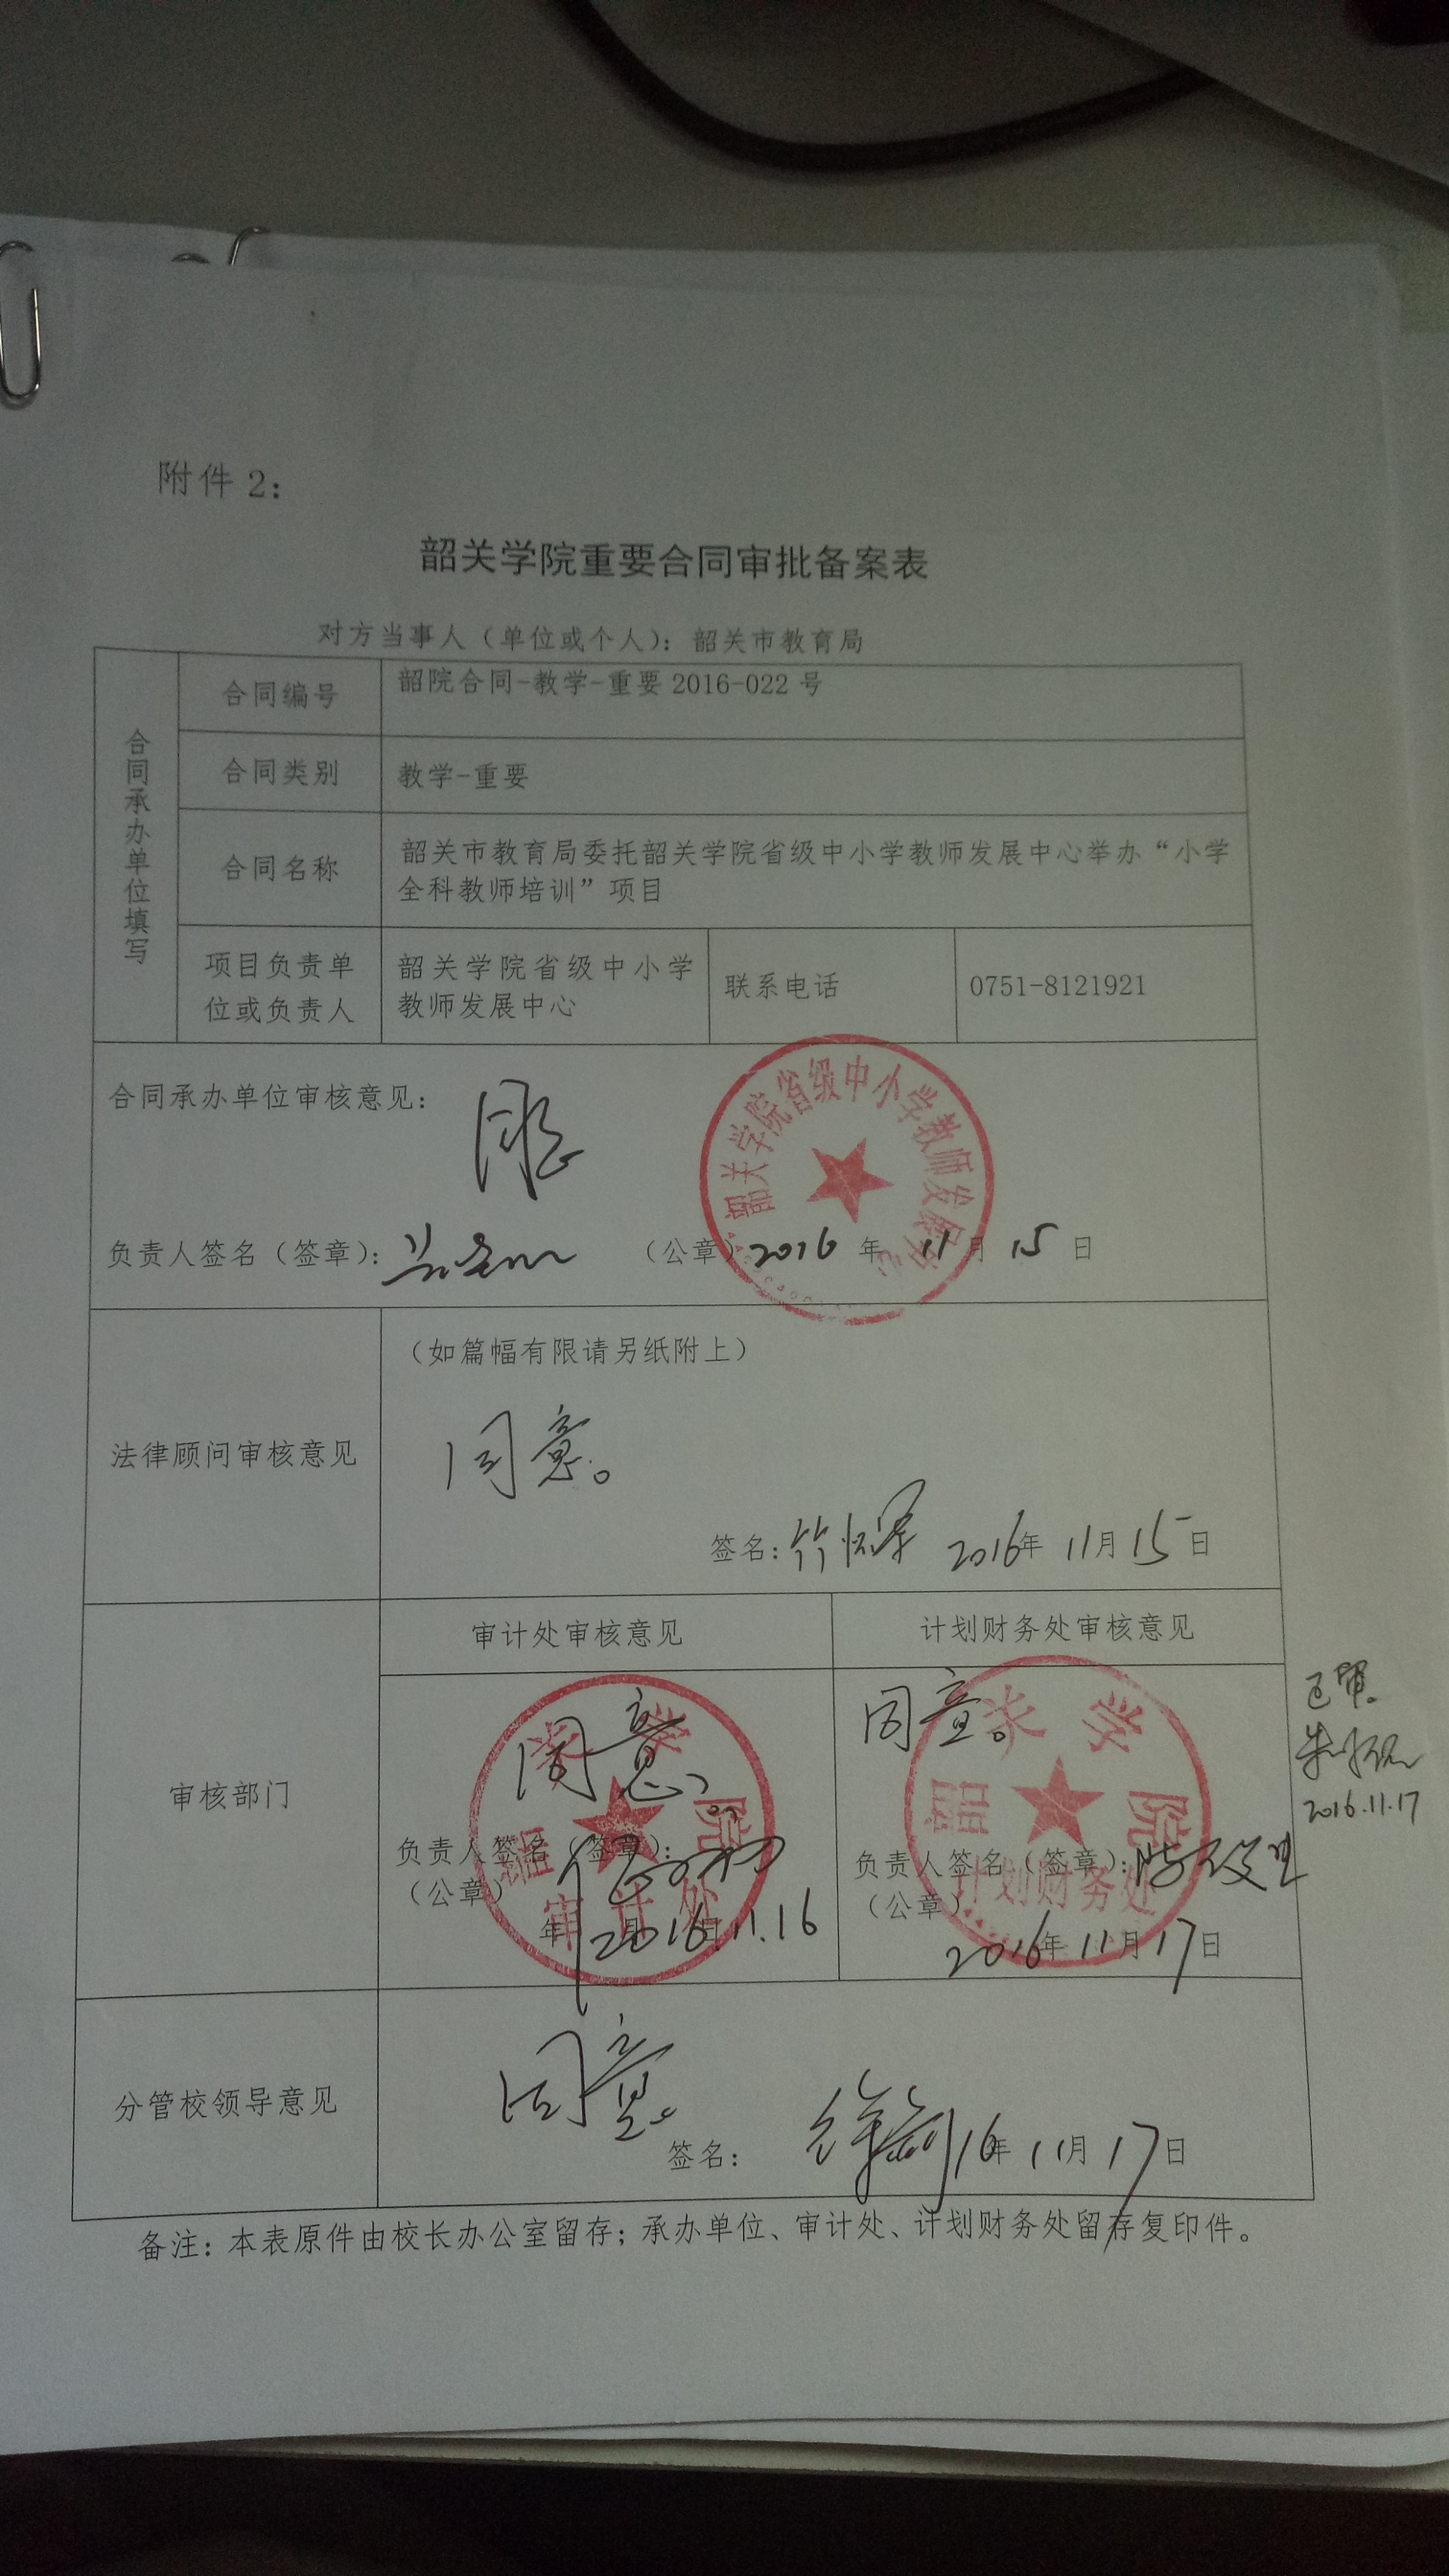 附件 2：
韶关学院重要合同审批备案表
对方当事人（单位或个人）：韶关市教育局
合同承办单位填写
合同编号
韶院合同-教学-重要 2016-022 号
合同类别
教学-重要
合同名称
韶关市教育局委托韶关学院省级中小学教师发展中心举办“小学
全科教师培训”项目
项目负责单
位或负责人
韶关学院省级中小学
教师发展中心
联系电话
0751-8121921
合同承办单位审核意见：
同意
韶关学院省级中小学教师发展中心
负责人签名（签章）：
（公章）2016 年 11 月 15 日
法律顾问审核意见
（如篇幅有限请另纸附上）
同意。
签名： 2016年 11月 15日
审核部门
审计处审核意见
计划财务处审核意见
同意。
韶关学院
审计处
负责人签名（签章）：
（公章）
年 月 日
2016.11.16
同意。
韶关学院
计划财务处
负责人签名（签章）：
（公章）
2016年 11月 17日
已审。
2016.11.17
分管校领导意见
同意
签名： 16年 11月 17日
备注：本表原件由校长办公室留存；承办单位、审计处、计划财务处留存复印件。